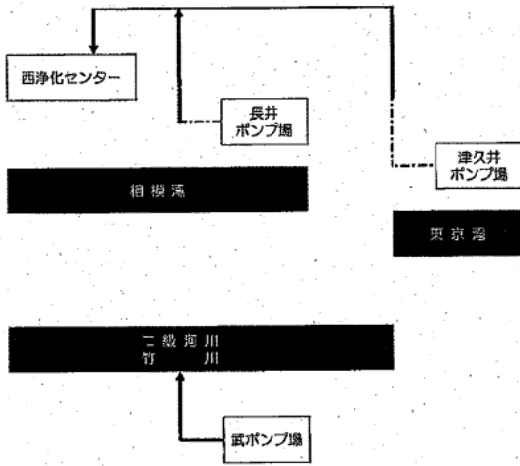 西浄化センター
長井
ポンプ場
津久井
ポンプ場
相模湾
東京湾
二級河川
竹川
武ポンプ場